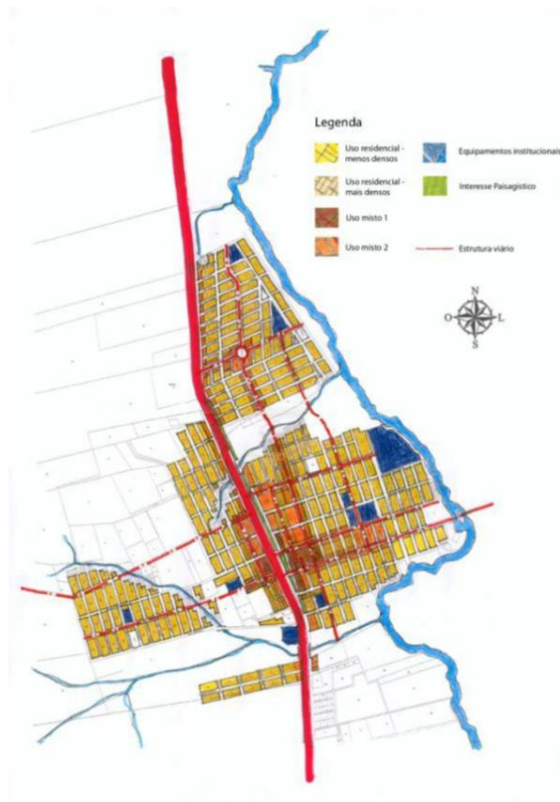 Legenda
Uso residencial -
menos densos
Equipamentos institucionais
Uso residencial -
mais densos
Interesse Paisagístico
Uso misto 1
Uso misto 2
Estrutura viário
N
O
L
S